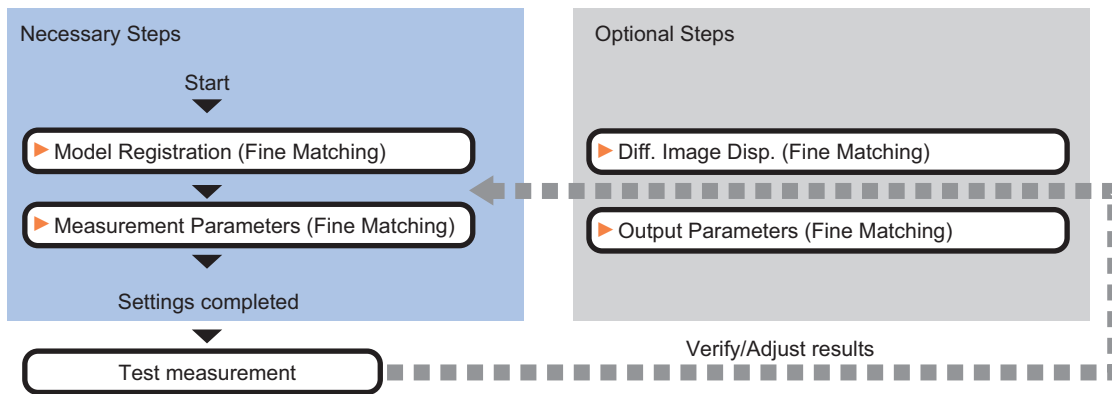 Necessary Steps
Start
Model Registration (Fine Matching)
Measurement Parameters (Fine Matching)
Settings completed
Test measurement
Optional Steps
Diff. Image Disp. (Fine Matching)
Output Parameters (Fine Matching)
Verify/Adjust results